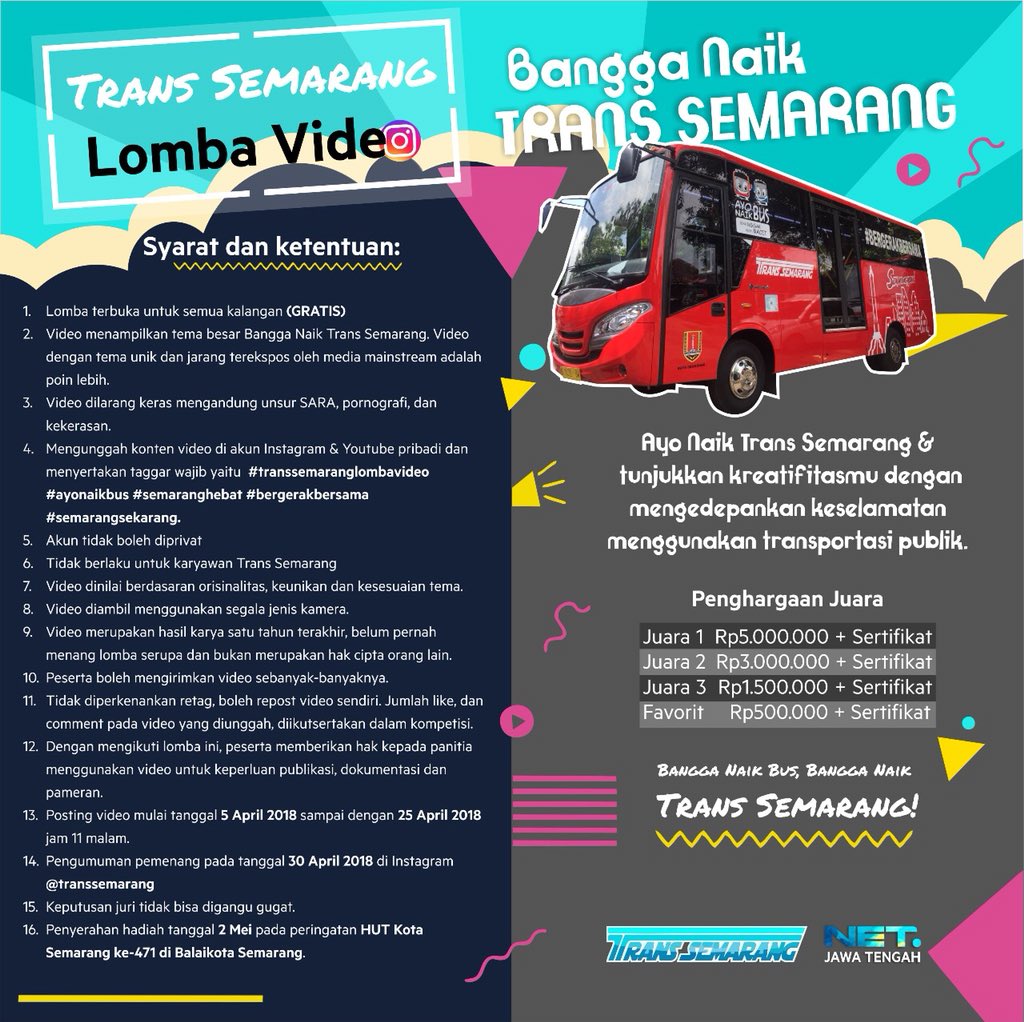 TRANS SEMARANG
Lomba Video
Bangga Naik
TRANS SEMARANG
AYO
NAIK BUS
#BERGERAKBERSAMA
TRANS SEMARANG
Semarang
Syarat dan ketentuan:
1. Lomba terbuka untuk semua kalangan (GRATIS)
2. Video menampilkan tema besar Bangga Naik Trans Semarang. Video
dengan tema unik dan jarang terekspos oleh media mainstream adalah
poin lebih.
3. Video dilarang keras mengandung unsur SARA, pornografi, dan
kekerasan.
4. Mengunggah konten video di akun Instagram & Youtube pribadi dan
menyertakan taggar wajib yaitu #transsemaranglombavideo
#ayonaikbus #semaranghebat #bergerakbersama
#semarangsekarang.
5. Akun tidak boleh diprivat
6. Tidak berlaku untuk karyawan Trans Semarang
7. Video dinilai berdasaran orisinalitas, keunikan dan kesesuaian tema.
8. Video diambil menggunakan segala jenis kamera.
9. Video merupakan hasil karya satu tahun terakhir, belum pernah
menang lomba serupa dan bukan merupakan hak cipta orang lain.
10. Peserta boleh mengirimkan video sebanyak-banyaknya.
11. Tidak diperkenankan retag, boleh repost video sendiri. Jumlah like, dan
comment pada video yang diunggah, diikutsertakan dalam kompetisi.
12. Dengan mengikuti lomba ini, peserta memberikan hak kepada panitia
menggunakan video untuk keperluan publikasi, dokumentasi dan
pameran.
13. Posting video mulai tanggal 5 April 2018 sampai dengan 25 April 2018
jam 11 malam.
14. Pengumuman pemenang pada tanggal 30 April 2018 di Instagram
@transsemarang
15. Keputusan juri tidak bisa digangu gugat.
16. Penyerahan hadiah tanggal 2 Mei pada peringatan HUT Kota
Semarang ke-471 di Balaikota Semarang.
Ayo Naik Trans Semarang &
tunjukkan kreatifitasmu dengan
mengedepankan keselamatan
menggunakan transportasi publik.
Penghargaan Juara
Juara 1 Rp5.000.000 + Sertifikat
Juara 2 Rp3.000.000 + Sertifikat
Juara 3 Rp1.500.000 + Sertifikat
Favorit Rp500.000 + Sertifikat
BANGGA NAIK BUS, BANGGA NAIK
TRANS SEMARANG!
TRANS SEMARANG
NET.
JAWA TENGAH